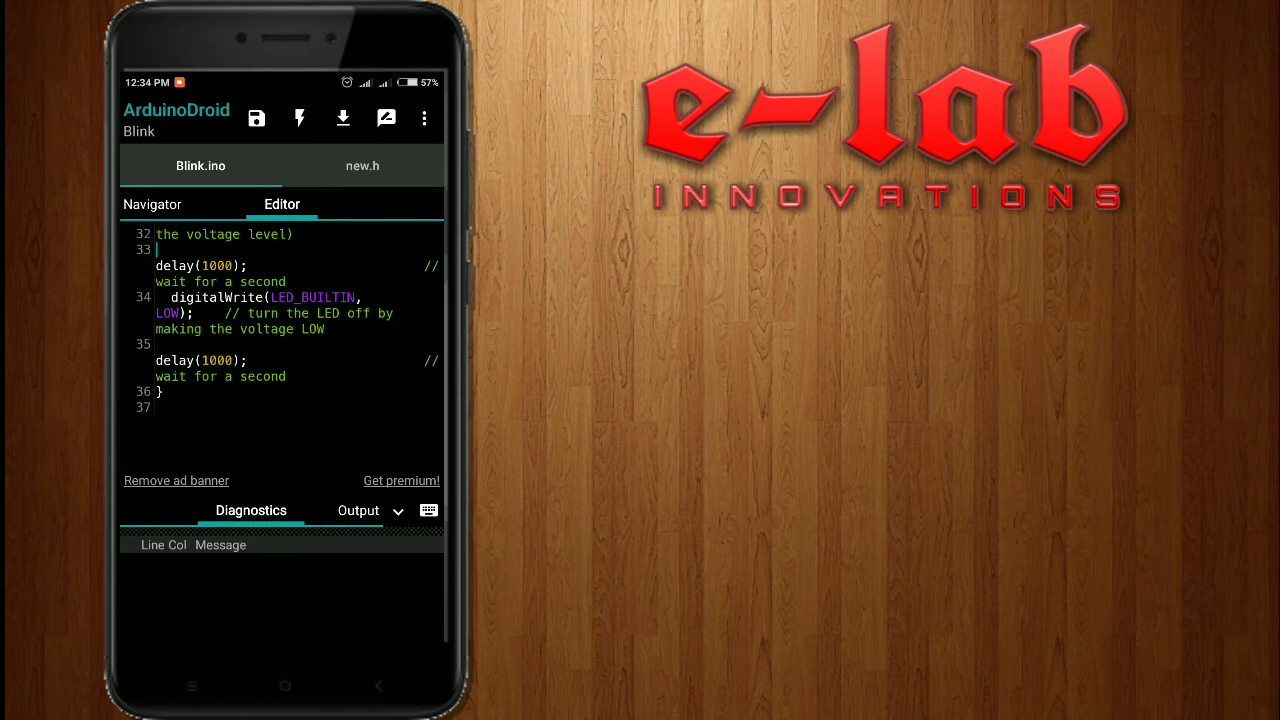 12:34 PM 57%
ArduinoDroid
Blink
Blink.ino new.h
Navigator Editor
32 the voltage level)
33
delay(1000); //
wait for a second
34 digitalWrite(LED_BUILTIN,
LOW); // turn the LED off by
making the voltage LOW
35
delay(1000); //
wait for a second
36 }
37
Remove ad banner Get premium!
Diagnostics Output
Line Col Message
e-lab
INNOVATIONS